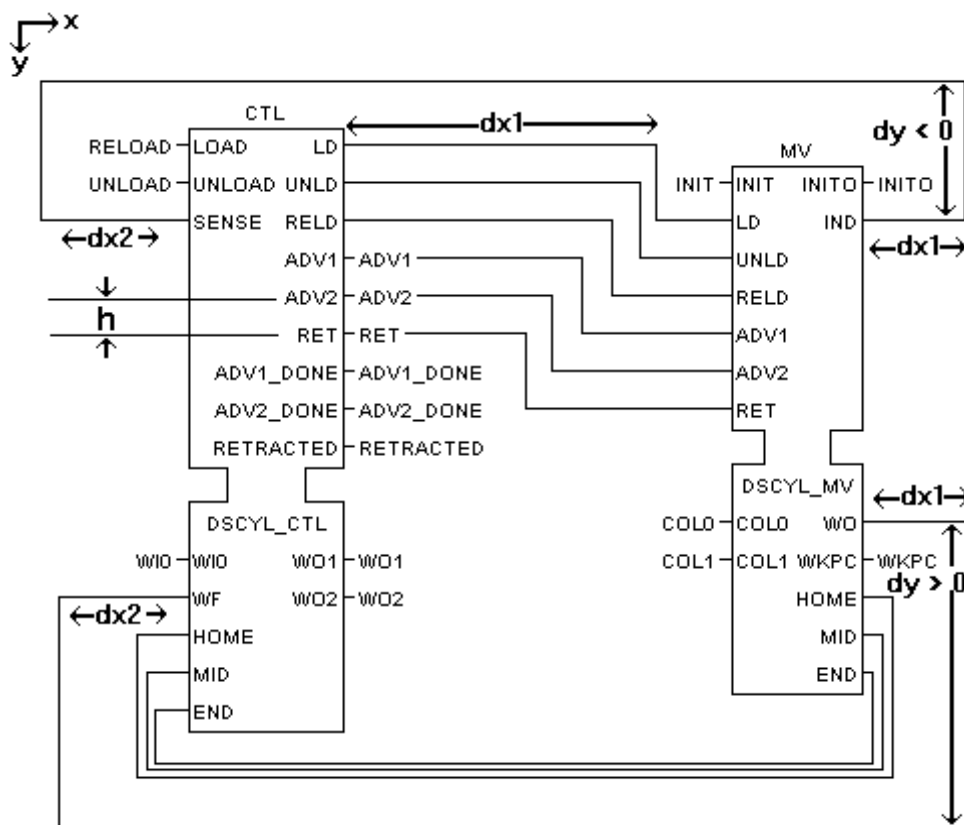 x
y
CTL
dx1
dy < 0
MV
RELOAD LOAD LD
UNLOAD UNLOAD UNLD
INIT INIT INITO INITO
SENSE RELD
LD IND
dx2
dx1
ADV1 ADV1
UNLD
ADV2 ADV2
RELD
h
RET RET
ADV1
ADV1_DONE ADV1_DONE
ADV2
ADV2_DONE ADV2_DONE
RET
RETRACTED RETRACTED
DSCYL_MV
dx1
DSCYL_CTL
COL0 COL0 WO
WI0 WI0 WO1 WO1
COL1 COL1 WKPC WKPC
dy > 0
WF WO2 WO2
HOME
dx2
HOME
MID
MID
END
END